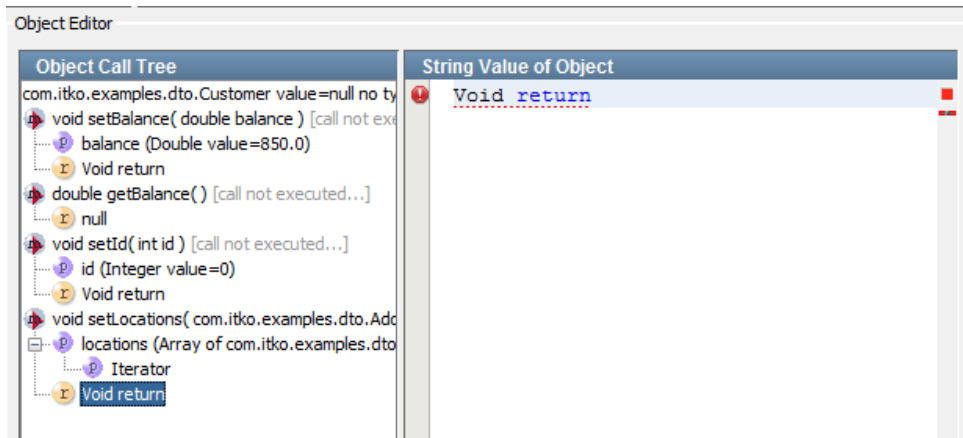 Object Editor
Object Call Tree
String Value of Object
com.itko.examples.dto.Customer value=null no ty
Void return
void setBalance( double balance ) [call not exe
P balance (Double value=850.0)
r Void return
double getBalance( ) [call not executed...]
r null
void setId( int id ) [call not executed...]
P id (Integer value=0)
r Void return
void setLocations( com.itko.examples.dto.Add
P locations (Array of com.itko.examples.dto
P Iterator
r Void return